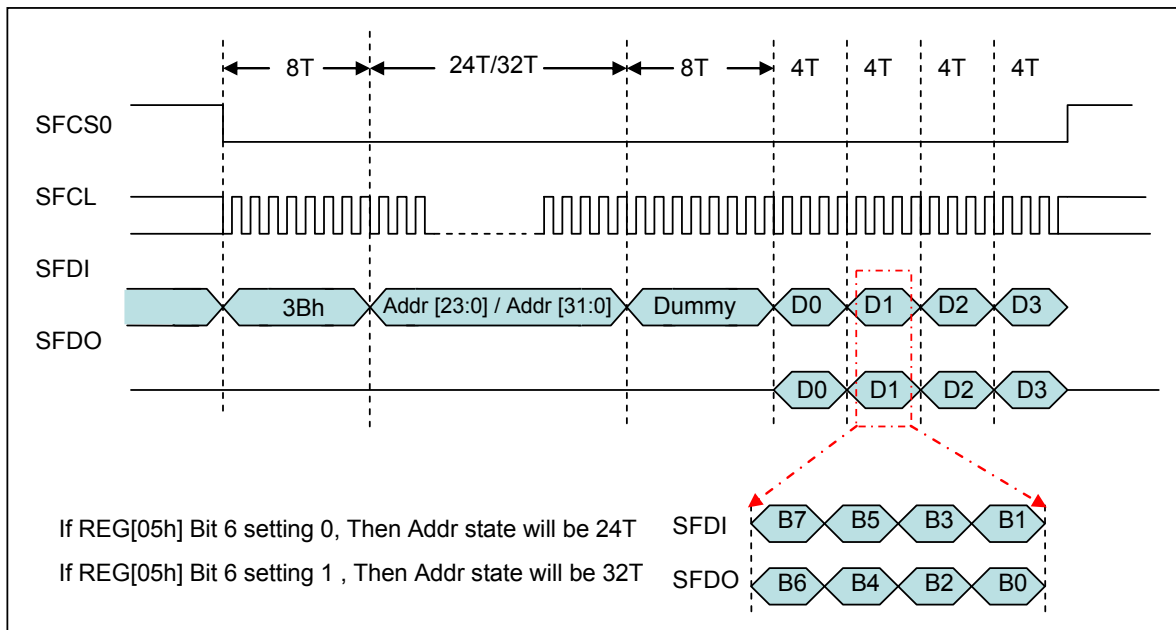 8T 24T/32T 8T 4T 4T 4T 4T
SFCS0
SFCL
SFDI
3Bh Addr [23:0] / Addr [31:0] Dummy D0 D1 D2 D3
SFDO
D0 D1 D2 D3
If REG[05h] Bit 6 setting 0, Then Addr state will be 24T
SFDI B7 B5 B3 B1
If REG[05h] Bit 6 setting 1 , Then Addr state will be 32T
SFDO B6 B4 B2 B0